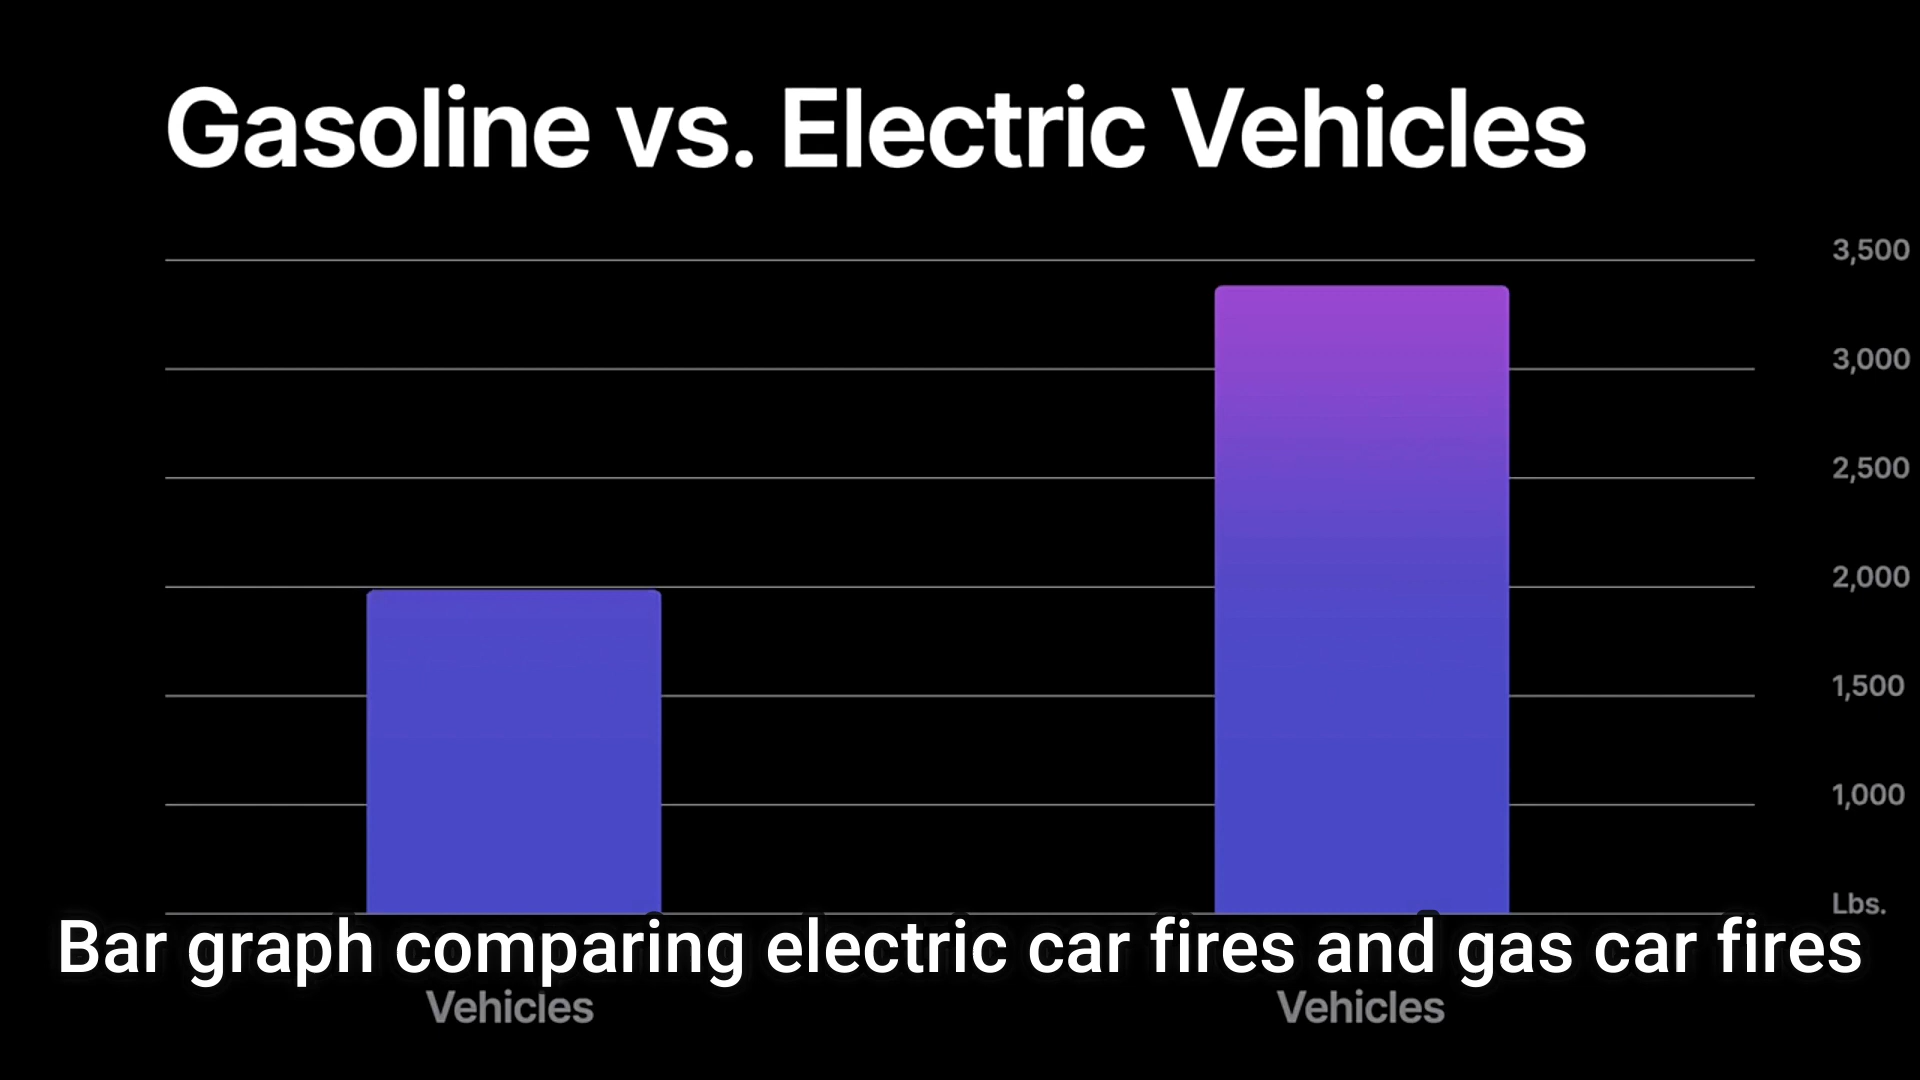 Gasoline vs. Electric Vehicles
3,500
3,000
2,500
2,000
1,500
1,000
Lbs.
Bar graph comparing electric car fires and gas car fires
Vehicles
Vehicles